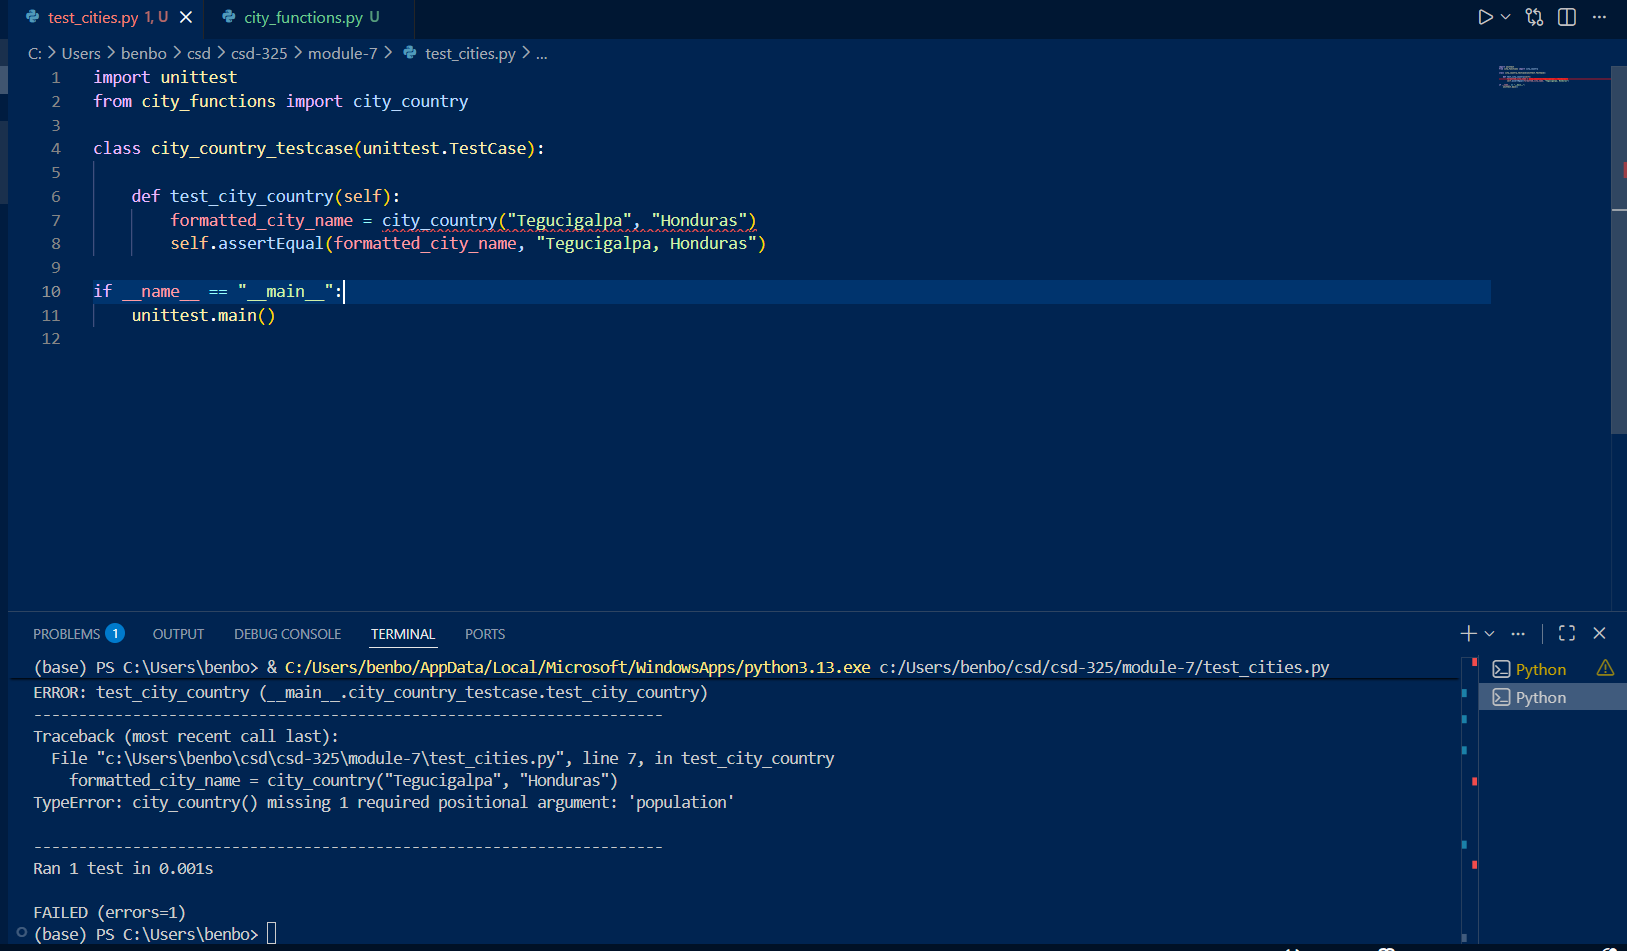 test_cities.py 1, U
city_functions.py U
C: > Users > benbo > csd > csd-325 > module-7 > test_cities.py > ...
1 import unittest
2 from city_functions import city_country
3
4 class city_country_testcase(unittest.TestCase):
5
6 def test_city_country(self):
7 formatted_city_name = city_country("Tegucigalpa", "Honduras")
8 self.assertEqual(formatted_city_name, "Tegucigalpa, Honduras")
9
10 if __name__ == "__main__":
11 unittest.main()
12
PROBLEMS 1 OUTPUT DEBUG CONSOLE TERMINAL PORTS
(base) PS C:\Users\benbo> & C:/Users/benbo/AppData/Local/Microsoft/WindowsApps/python3.13.exe c:/Users/benbo/csd/csd-325/module-7/test_cities.py
ERROR: test_city_country (__main__.city_country_testcase.test_city_country)
----------------------------------------------------------------------
Traceback (most recent call last):
File "c:\Users\benbo\csd\csd-325\module-7\test_cities.py", line 7, in test_city_country
formatted_city_name = city_country("Tegucigalpa", "Honduras")
TypeError: city_country() missing 1 required positional argument: 'population'
----------------------------------------------------------------------
Ran 1 test in 0.001s
FAILED (errors=1)
(base) PS C:\Users\benbo>
Python
Python